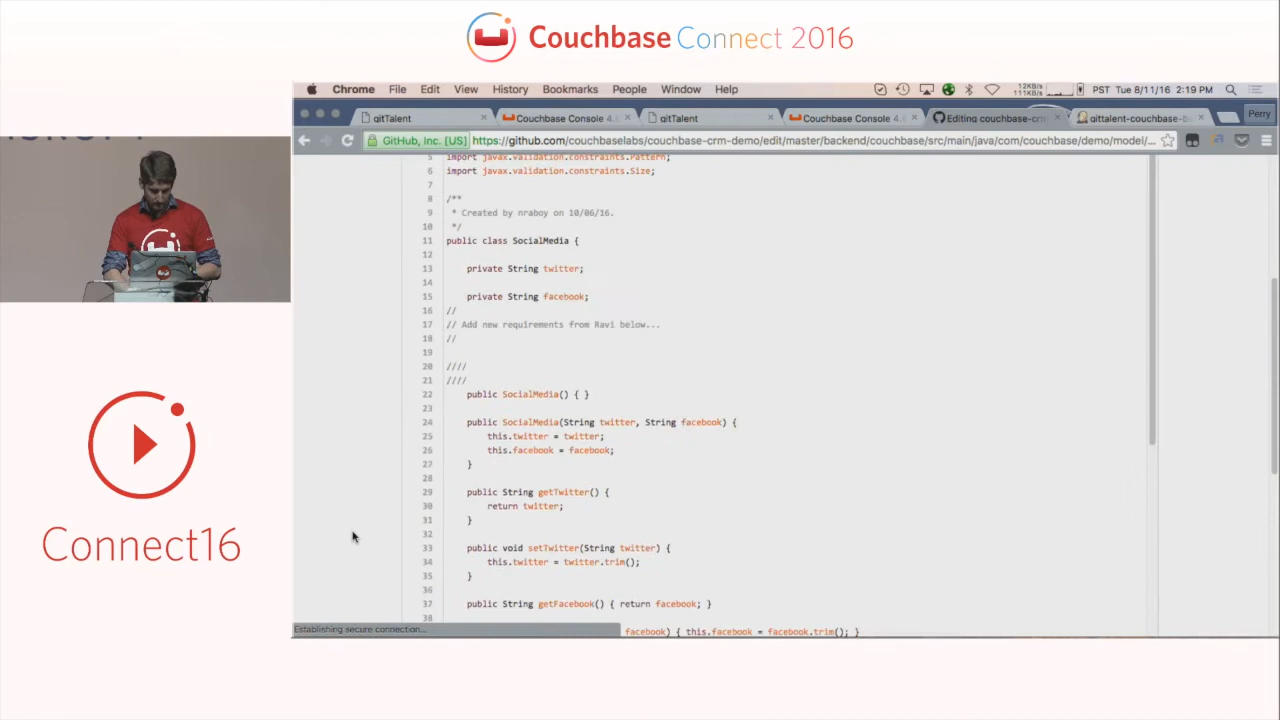 Couchbase Connect 2016
Chrome File Edit View History Bookmarks People Window Help
12KB/s
111KB/s
PST Tue 8/11/16 2:19 PM
gitTalent
Couchbase Console 4.
gitTalent
Couchbase Console 4.
Editing couchbase-crm
gittalent-couchbase-b
Perry
GitHub, Inc. [US] https://github.com/couchbaselabs/couchbase-crm-demo/edit/master/backend/couchbase/src/main/java/com/couchbase/demo/model/...
5 import javax.validation.constraints.Pattern;
6 import javax.validation.constraints.Size;
7
8 /**
9 * Created by nraboy on 10/06/16.
10 */
11 public class SocialMedia {
12
13 private String twitter;
14
15 private String facebook;
16 //
17 // Add new requirements from Ravi below...
18 //
19
20 ////
21 ////
22 public SocialMedia() { }
23
24 public SocialMedia(String twitter, String facebook) {
25 this.twitter = twitter;
26 this.facebook = facebook;
27 }
28
29 public String getTwitter() {
30 return twitter;
31 }
32
33 public void setTwitter(String twitter) {
34 this.twitter = twitter.trim();
35 }
36
37 public String getFacebook() { return facebook; }
38
facebook) { this.facebook = facebook.trim(); }
Establishing secure connection...
Connect16